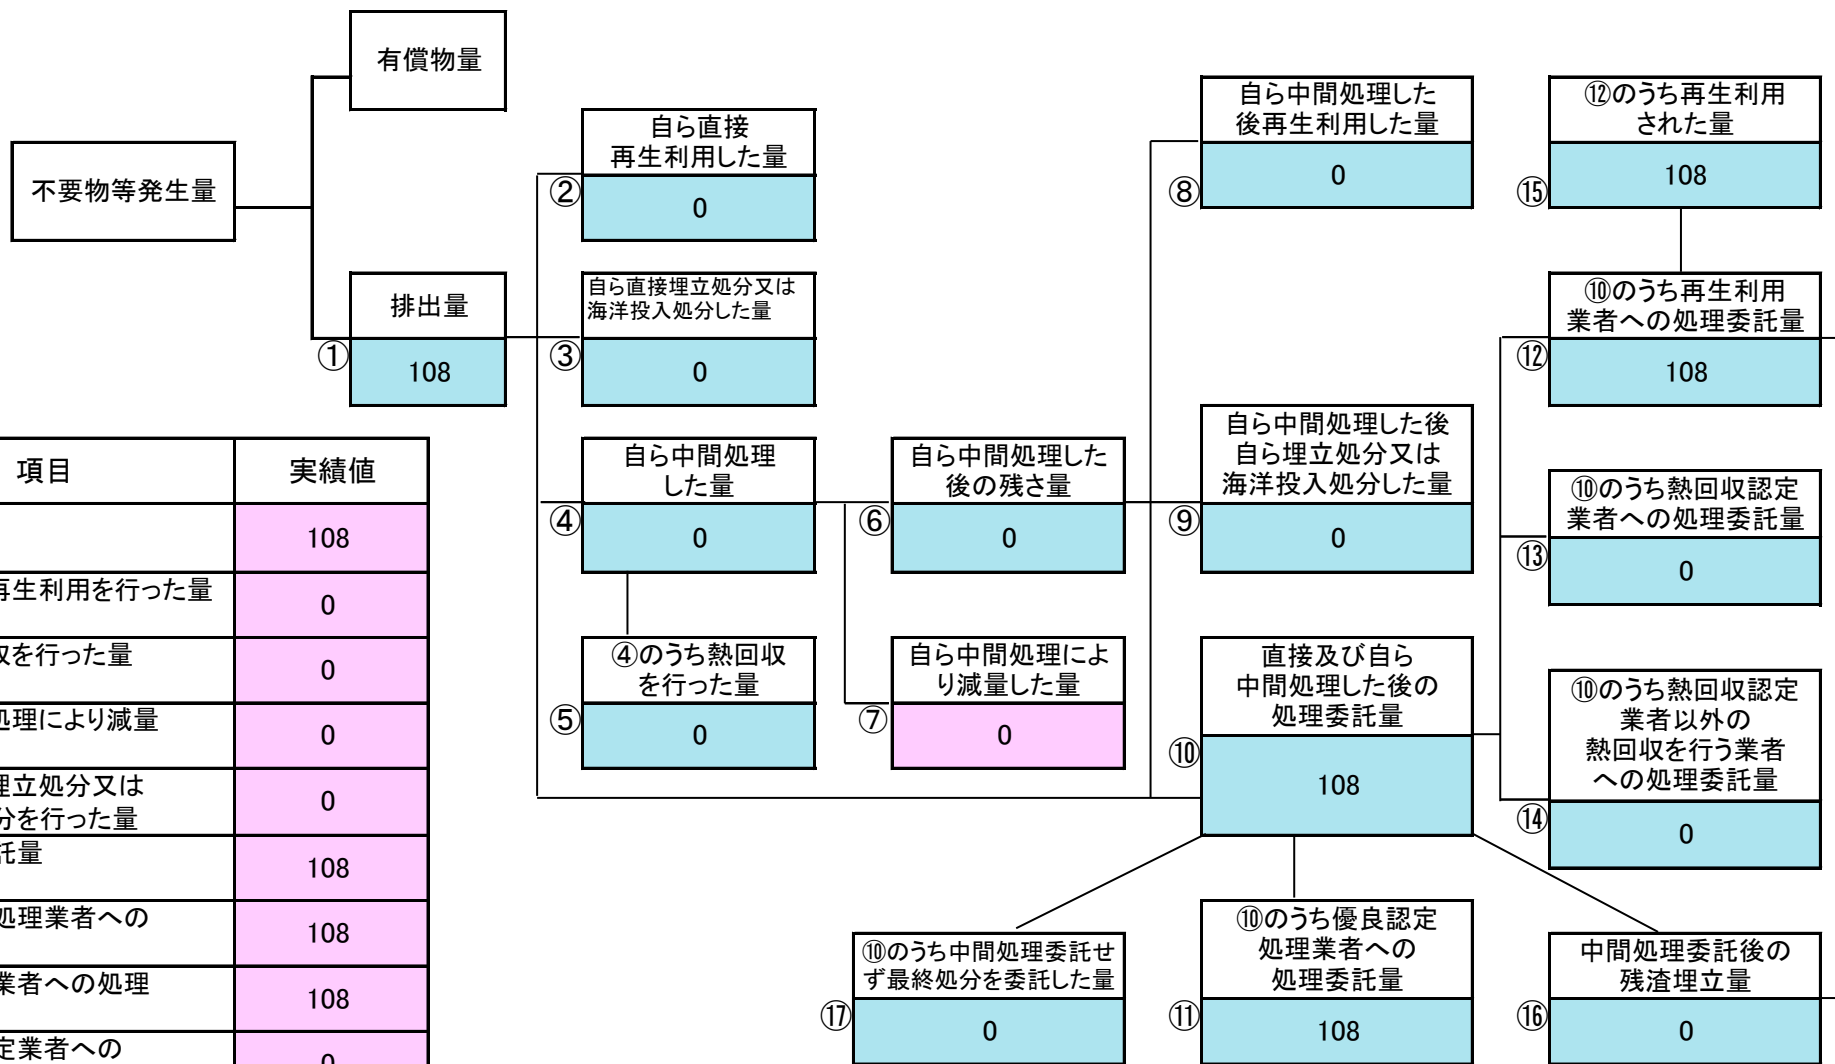 有償物量
不要物等発生量
排出量
①
108
自ら直接
再生利用した量
②
0
自ら直接埋立処分又は
海洋投入処分した量
③
0
自ら中間処理
した量
④
0
④のうち熱回収
を行った量
⑤
0
自ら中間処理した
後の残さ量
⑥
0
自ら中間処理によ
り減量した量
⑦
0
自ら中間処理した
後再生利用した量
⑧
0
自ら中間処理した後
自ら埋立処分又は
海洋投入処分した量
⑨
0
直接及び自ら
中間処理した後の
処理委託量
⑩
108
⑫のうち再生利用
された量
⑮
108
⑩のうち再生利用
業者への処理委託量
⑫
108
⑩のうち熱回収認定
業者への処理委託量
⑬
0
⑩のうち熱回収認定
業者以外の
熱回収を行う業者
への処理委託量
⑭
0
⑩のうち中間処理委託せ
ず最終処分を委託した量
⑰
0
⑩のうち優良認定
処理業者への
処理委託量
⑪
108
中間処理委託後の
残渣埋立量
⑯
0
項目 実績値
108
再生利用を行った量 0
を行った量 0
処理により減量 0
埋立処分又は
を行った量 0
託量 108
処理業者への 108
業者への処理 108
定業者への 0